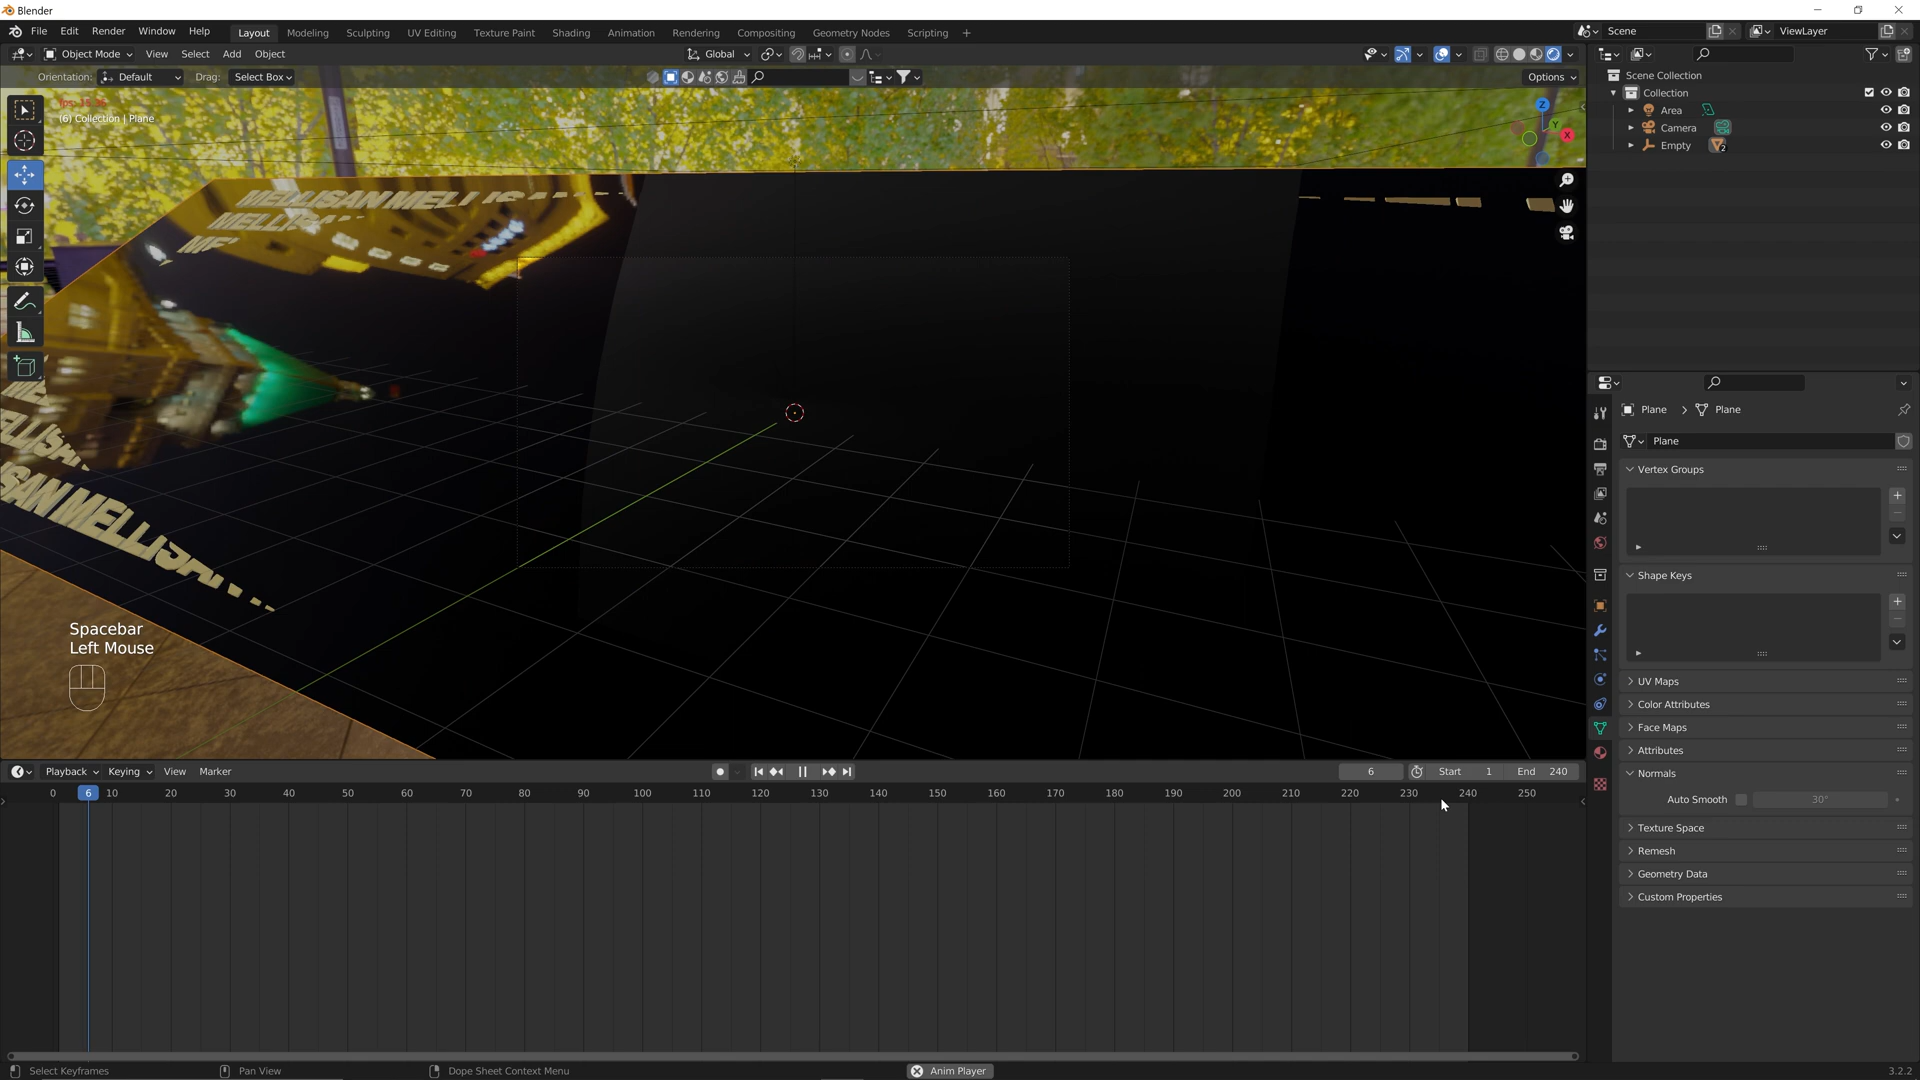 Blender
File Edit Render Window Help Layout Modeling Sculpting UV Editing Texture Paint Shading Animation Rendering Compositing Geometry Nodes Scripting + Scene ViewLayer
Object Mode View Select Add Object Global
Orientation: Default Drag: Select Box Options
(6) Collection | Plane
Z
Y
X
Scene Collection
Collection
Area
Camera
Empty 2
MELLISAN
Plane > Plane
Plane
Vertex Groups
Shape Keys
UV Maps
Color Attributes
Face Maps
Attributes
Normals
Auto Smooth 30°
Texture Space
Remesh
Geometry Data
Custom Properties
Spacebar
Left Mouse
Playback Keying View Marker 6 Start 1 End 240
0 6 10 20 30 40 50 60 70 80 90 100 110 120 130 140 150 160 170 180 190 200 210 220 230 240 250
Select Keyframes Pan View Dope Sheet Context Menu Anim Player 3.2.2